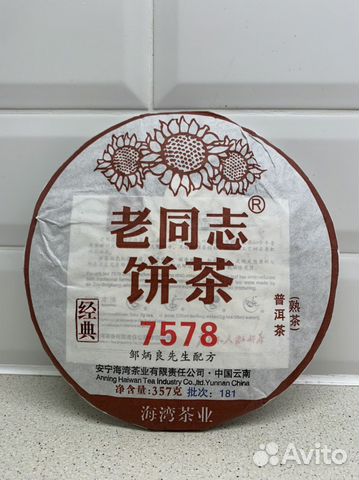 老同志®
饼茶
经典
7578
普洱茶
(熟茶)
邹炳良先生配方
安宁海湾茶业有限责任公司·中国云南
Anning Haiwan Tea Industry Co.,ltd.Yunnan China
净含量:357克 批次: 181
海湾茶业
Avito